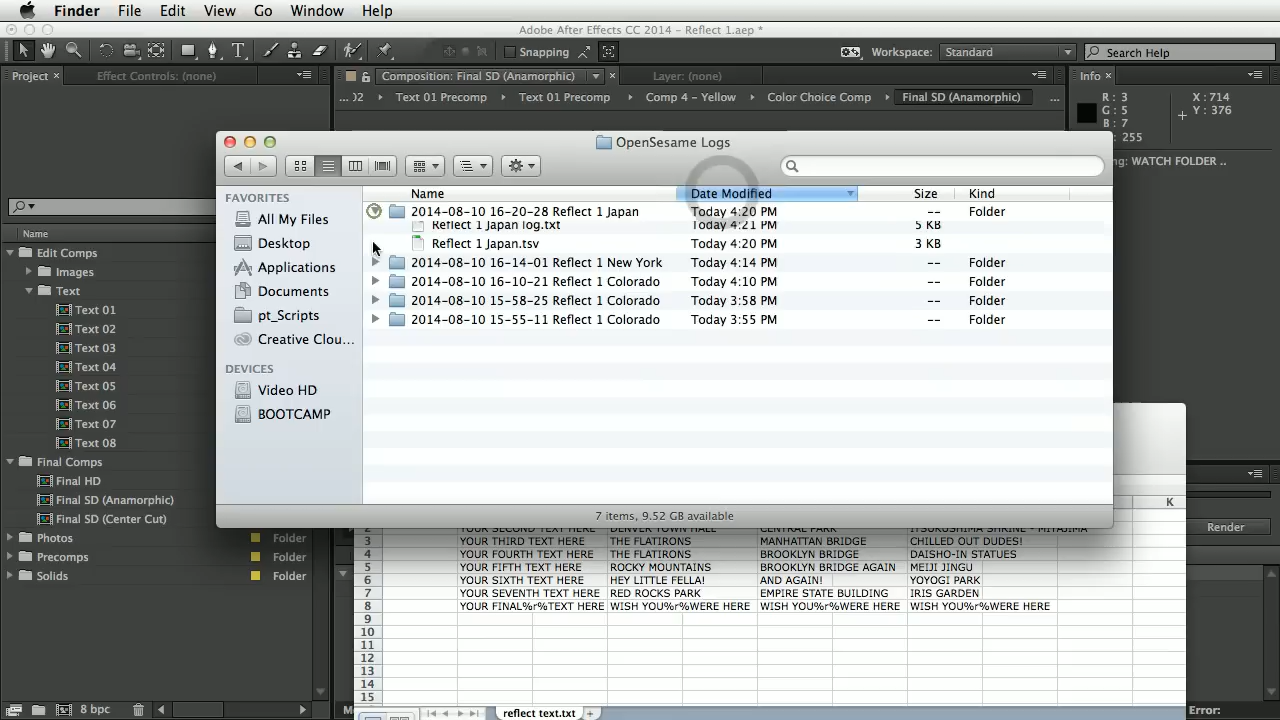 Finder File Edit View Go Window Help
Adobe After Effects CC 2014 - Reflect 1.aep *
Snapping Workspace: Standard Search Help
Project × Effect Controls: (none) Composition: Final SD (Anamorphic) × Layer: (none) Info ×
... 02 Text 01 Precomp Text 01 Precomp Comp 4 - Yellow Color Choice Comp Final SD (Anamorphic) ...
R : 3 X : 714
G : 5 Y : 376
B : 7
255
ng: WATCH FOLDER ..
OpenSesame Logs
FAVORITES
All My Files
Desktop
Applications
Documents
pt_Scripts
Creative Clou...
DEVICES
Video HD
BOOTCAMP
Name Date Modified Size Kind
2014-08-10 16-20-28 Reflect 1 Japan Today 4:20 PM -- Folder
Reflect 1 Japan log.txt Today 4:21 PM 5 KB
Reflect 1 Japan.tsv Today 4:20 PM 3 KB
2014-08-10 16-14-01 Reflect 1 New York Today 4:14 PM -- Folder
2014-08-10 16-10-21 Reflect 1 Colorado Today 4:10 PM -- Folder
2014-08-10 15-58-25 Reflect 1 Colorado Today 3:58 PM -- Folder
2014-08-10 15-55-11 Reflect 1 Colorado Today 3:55 PM -- Folder
7 items, 9.52 GB available
Name
Edit Comps
Images
Text
Text 01
Text 02
Text 03
Text 04
Text 05
Text 06
Text 07
Text 08
Final Comps
Final HD
Final SD (Anamorphic)
Final SD (Center Cut)
Photos Folder
Precomps Folder
Solids Folder
8 bpc
K
2 YOUR SECOND TEXT HERE DENVER TOWN HALL CENTRAL PARK ITSUKUSHIMA SHRINE - MIYAJIMA
3 YOUR THIRD TEXT HERE THE FLATIRONS MANHATTAN BRIDGE CHILLED OUT DUDES!
4 YOUR FOURTH TEXT HERE THE FLATIRONS BROOKLYN BRIDGE DAISHO-IN STATUES
5 YOUR FIFTH TEXT HERE ROCKY MOUNTAINS BROOKLYN BRIDGE AGAIN MEIJI JINGU
6 YOUR SIXTH TEXT HERE HEY LITTLE FELLA! AND AGAIN! YOYOGI PARK
7 YOUR SEVENTH TEXT HERE RED ROCKS PARK EMPIRE STATE BUILDING IRIS GARDEN
8 YOUR FINAL%r%TEXT HERE WISH YOU%r%WERE HERE WISH YOU%r%WERE HERE WISH YOU%r%WERE HERE
9
10
11
12
13
14
15
reflect text.txt +
Render
Error: